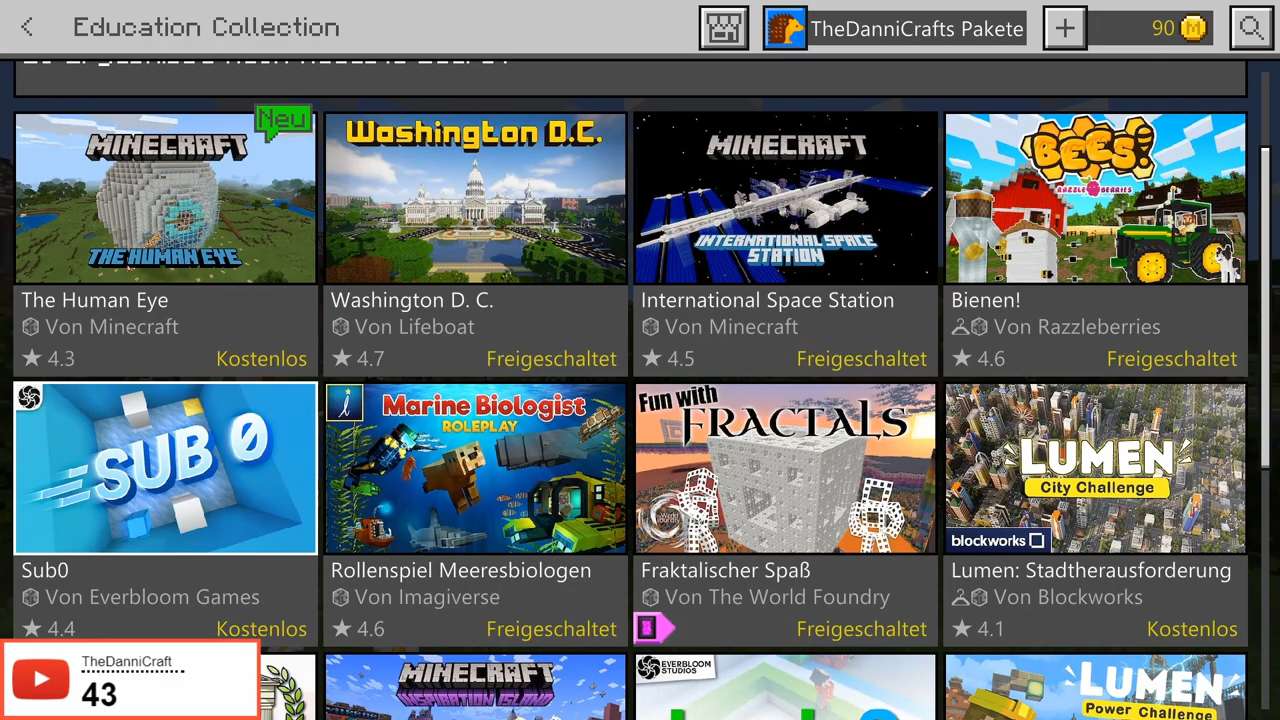 Education Collection
TheDanniCrafts Pakete
90
Neu
MINECRAFT
THE HUMAN EYE
Washington D.C.
MINECRAFT
INTERNATIONAL SPACE
STATION
BEES!
RAZZLEBERRIES
The Human Eye
Von Minecraft
4.3
Kostenlos
Washington D. C.
Von Lifeboat
4.7
Freigeschaltet
International Space Station
Von Minecraft
4.5
Freigeschaltet
Bienen!
Von Razzleberries
4.6
Freigeschaltet
SUB 0
Marine Biologist
ROLEPLAY
Fun with
FRACTALS
LUMEN
City Challenge
blockworks
Sub0
Von Everbloom Games
4.4
Kostenlos
Rollenspiel Meeresbiologen
Von Imagiverse
4.6
Freigeschaltet
Fraktalischer Spaß
Von The World Foundry
Freigeschaltet
Lumen: Stadtherausforderung
Von Blockworks
4.1
Kostenlos
TheDanniCraft
43
MINECRAFT
INSPIRATION ISLAND
EVERBLOOM
STUDIOS
LUMEN
Power Challenge